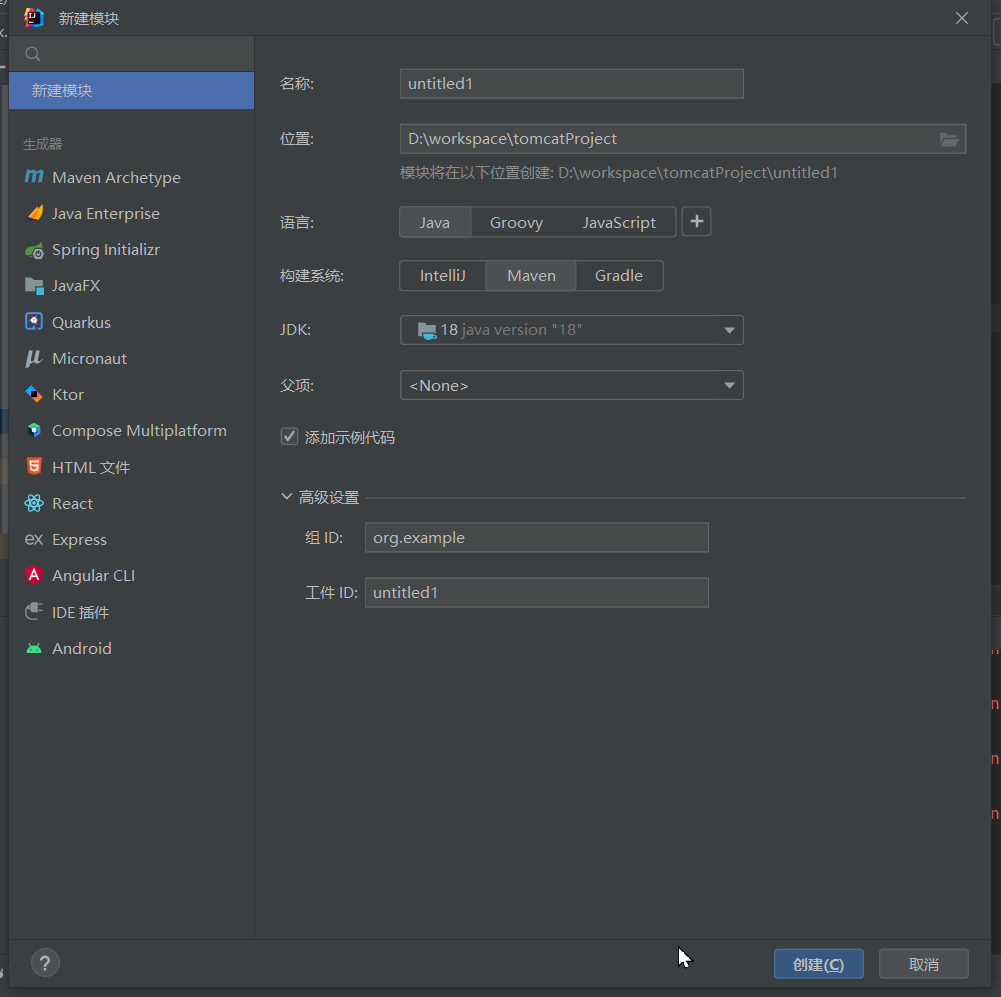 新建模块
新建模块
生成器
Maven Archetype
Java Enterprise
Spring Initializr
JavaFX
Quarkus
Micronaut
Ktor
Compose Multiplatform
HTML 文件
React
ex Express
Angular CLI
IDE 插件
Android
名称: untitled1
位置: D:\workspace\tomcatProject
模块将在以下位置创建: D:\workspace\tomcatProject\untitled1
语言: Java Groovy JavaScript +
构建系统: IntelliJ Maven Gradle
JDK: 18 java version "18"
父项: <None>
添加示例代码
高级设置
组 ID: org.example
工件 ID: untitled1
? 创建(C) 取消